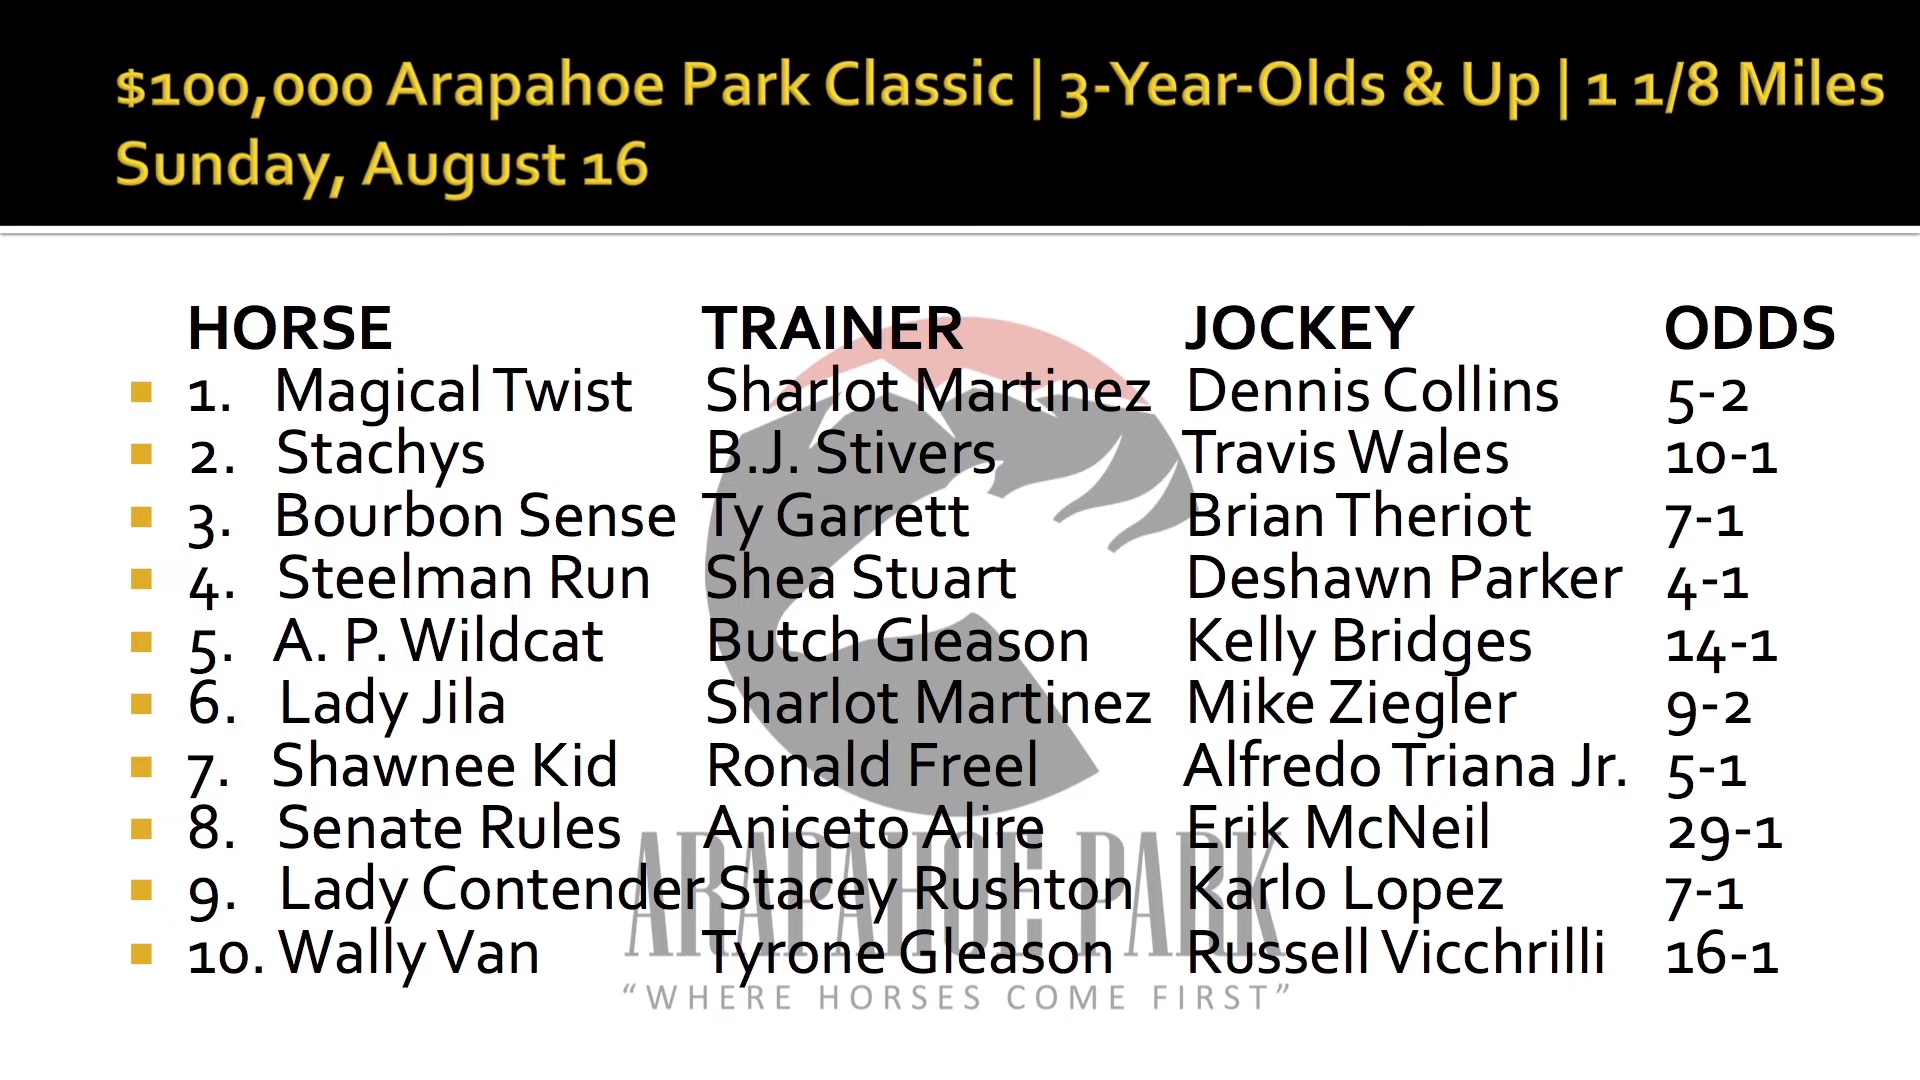 $100,000 Arapahoe Park Classic | 3-Year-Olds & Up | 1 1/8 Miles
Sunday, August 16
HORSE TRAINER JOCKEY ODDS
1. Magical Twist Sharlot Martinez Dennis Collins 5-2
2. Stachys B.J. Stivers Travis Wales 10-1
3. Bourbon Sense Ty Garrett Brian Theriot 7-1
4. Steelman Run Shea Stuart Deshawn Parker 4-1
5. A. P. Wildcat Butch Gleason Kelly Bridges 14-1
6. Lady Jila Sharlot Martinez Mike Ziegler 9-2
7. Shawnee Kid Ronald Freel Alfredo Triana Jr. 5-1
8. Senate Rules Aniceto Alire Erik McNeil 29-1
9. Lady Contender Stacey Rushton Karlo Lopez 7-1
10. Wally Van Tyrone Gleason Russell Vicchrilli 16-1
ARAPAHOE PARK
"WHERE HORSES COME FIRST"